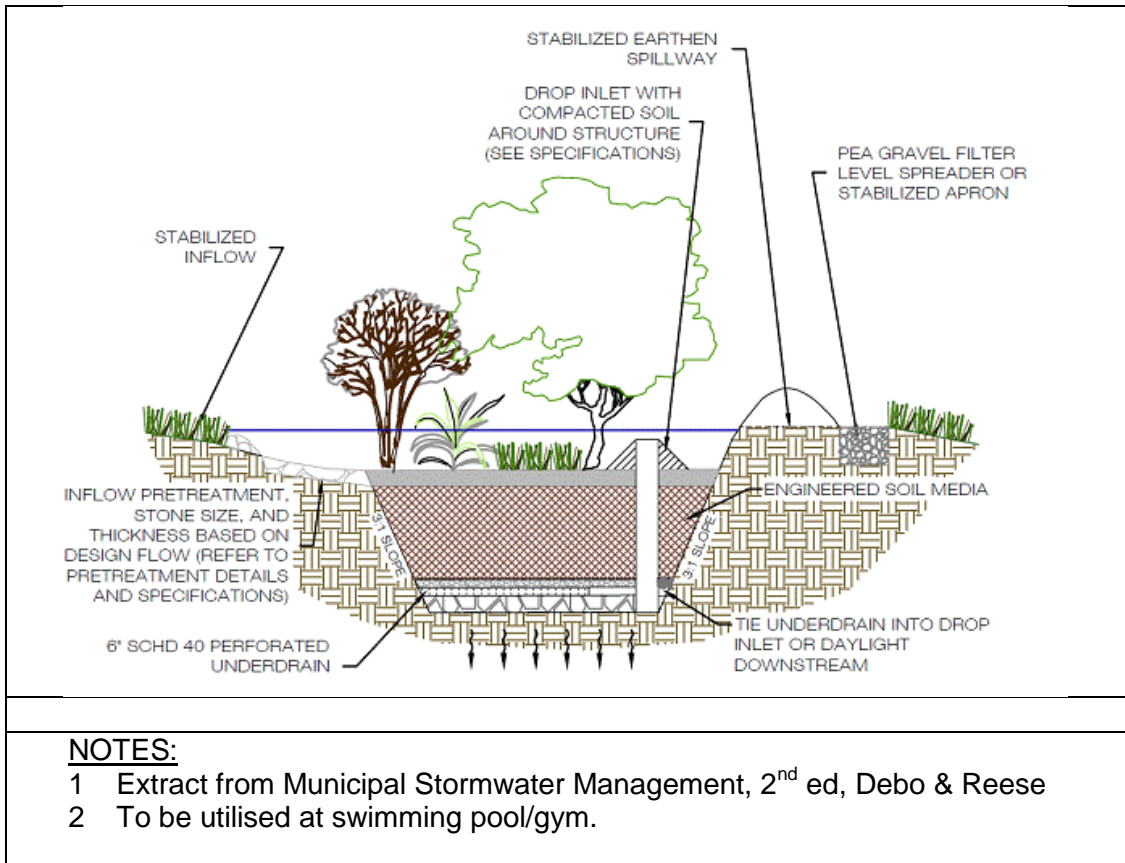 STABILIZED EARTHEN
SPILLWAY
DROP INLET WITH
COMPACTED SOIL
AROUND STRUCTURE
(SEE SPECIFICATIONS)
PEA GRAVEL FILTER
LEVEL SPREADER OR
STABILIZED APRON
STABILIZED
INFLOW
INFLOW PRETREATMENT,
STONE SIZE, AND
THICKNESS BASED ON
DESIGN FLOW (REFER TO
PRETREATMENT DETAILS
AND SPECIFICATIONS)
3:1 SLOPE
3:1 SLOPE
ENGINEERED SOIL MEDIA
6" SCHD 40 PERFORATED
UNDERDRAIN
TIE UNDERDRAIN INTO DROP
INLET OR DAYLIGHT
DOWNSTREAM
NOTES:
1 Extract from Municipal Stormwater Management, 2nd ed, Debo & Reese
2 To be utilised at swimming pool/gym.